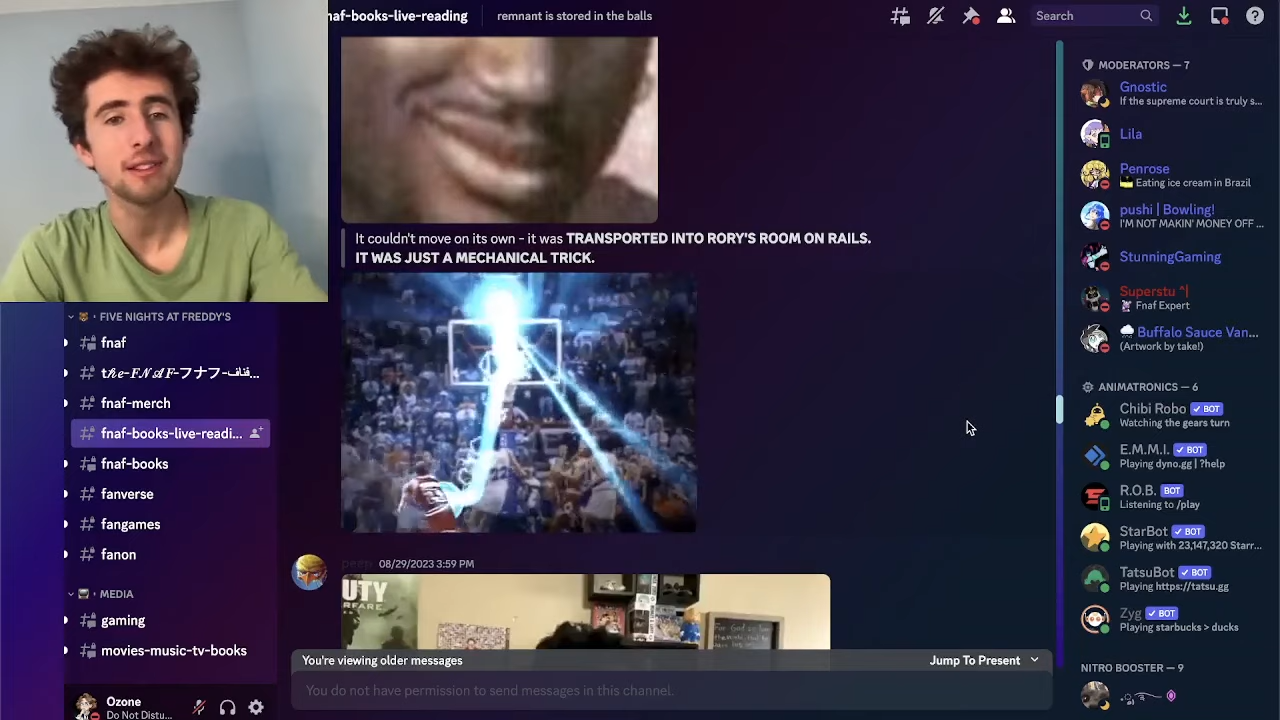 naf-books-live-reading
remnant is stored in the balls
Search
It couldn't move on its own - it was TRANSPORTED INTO RORY'S ROOM ON RAILS.
IT WAS JUST A MECHANICAL TRICK.
FIVE NIGHTS AT FREDDY'S
fnaf
fnaf-merch
fnaf-books-live-readi...
fnaf-books
fanverse
fangames
fanon
MEDIA
gaming
movies-music-tv-books
Ozone
Do Not Distu...
peep 08/29/2023 3:59 PM
UTY
RFARE
You're viewing older messages
Jump To Present
You do not have permission to send messages in this channel.
MODERATORS — 7
Gnostic
If the supreme court is truly s...
Lila
Penrose
Eating ice cream in Brazil
pushi | Bowling!
I'M NOT MAKIN' MONEY OFF ...
StunningGaming
Superstu ^|
Fnaf Expert
Buffalo Sauce Van...
(Artwork by take!)
ANIMATRONICS — 6
Chibi Robo ✓ BOT
Watching the gears turn
E.M.M.I. ✓ BOT
Playing dyno.gg | ?help
R.O.B. BOT
Listening to /play
StarBot ✓ BOT
Playing with 23,147,320 Starr...
TatsuBot ✓ BOT
Playing https://tatsu.gg
Zyg ✓ BOT
Playing starbucks > ducks
NITRO BOOSTER — 9